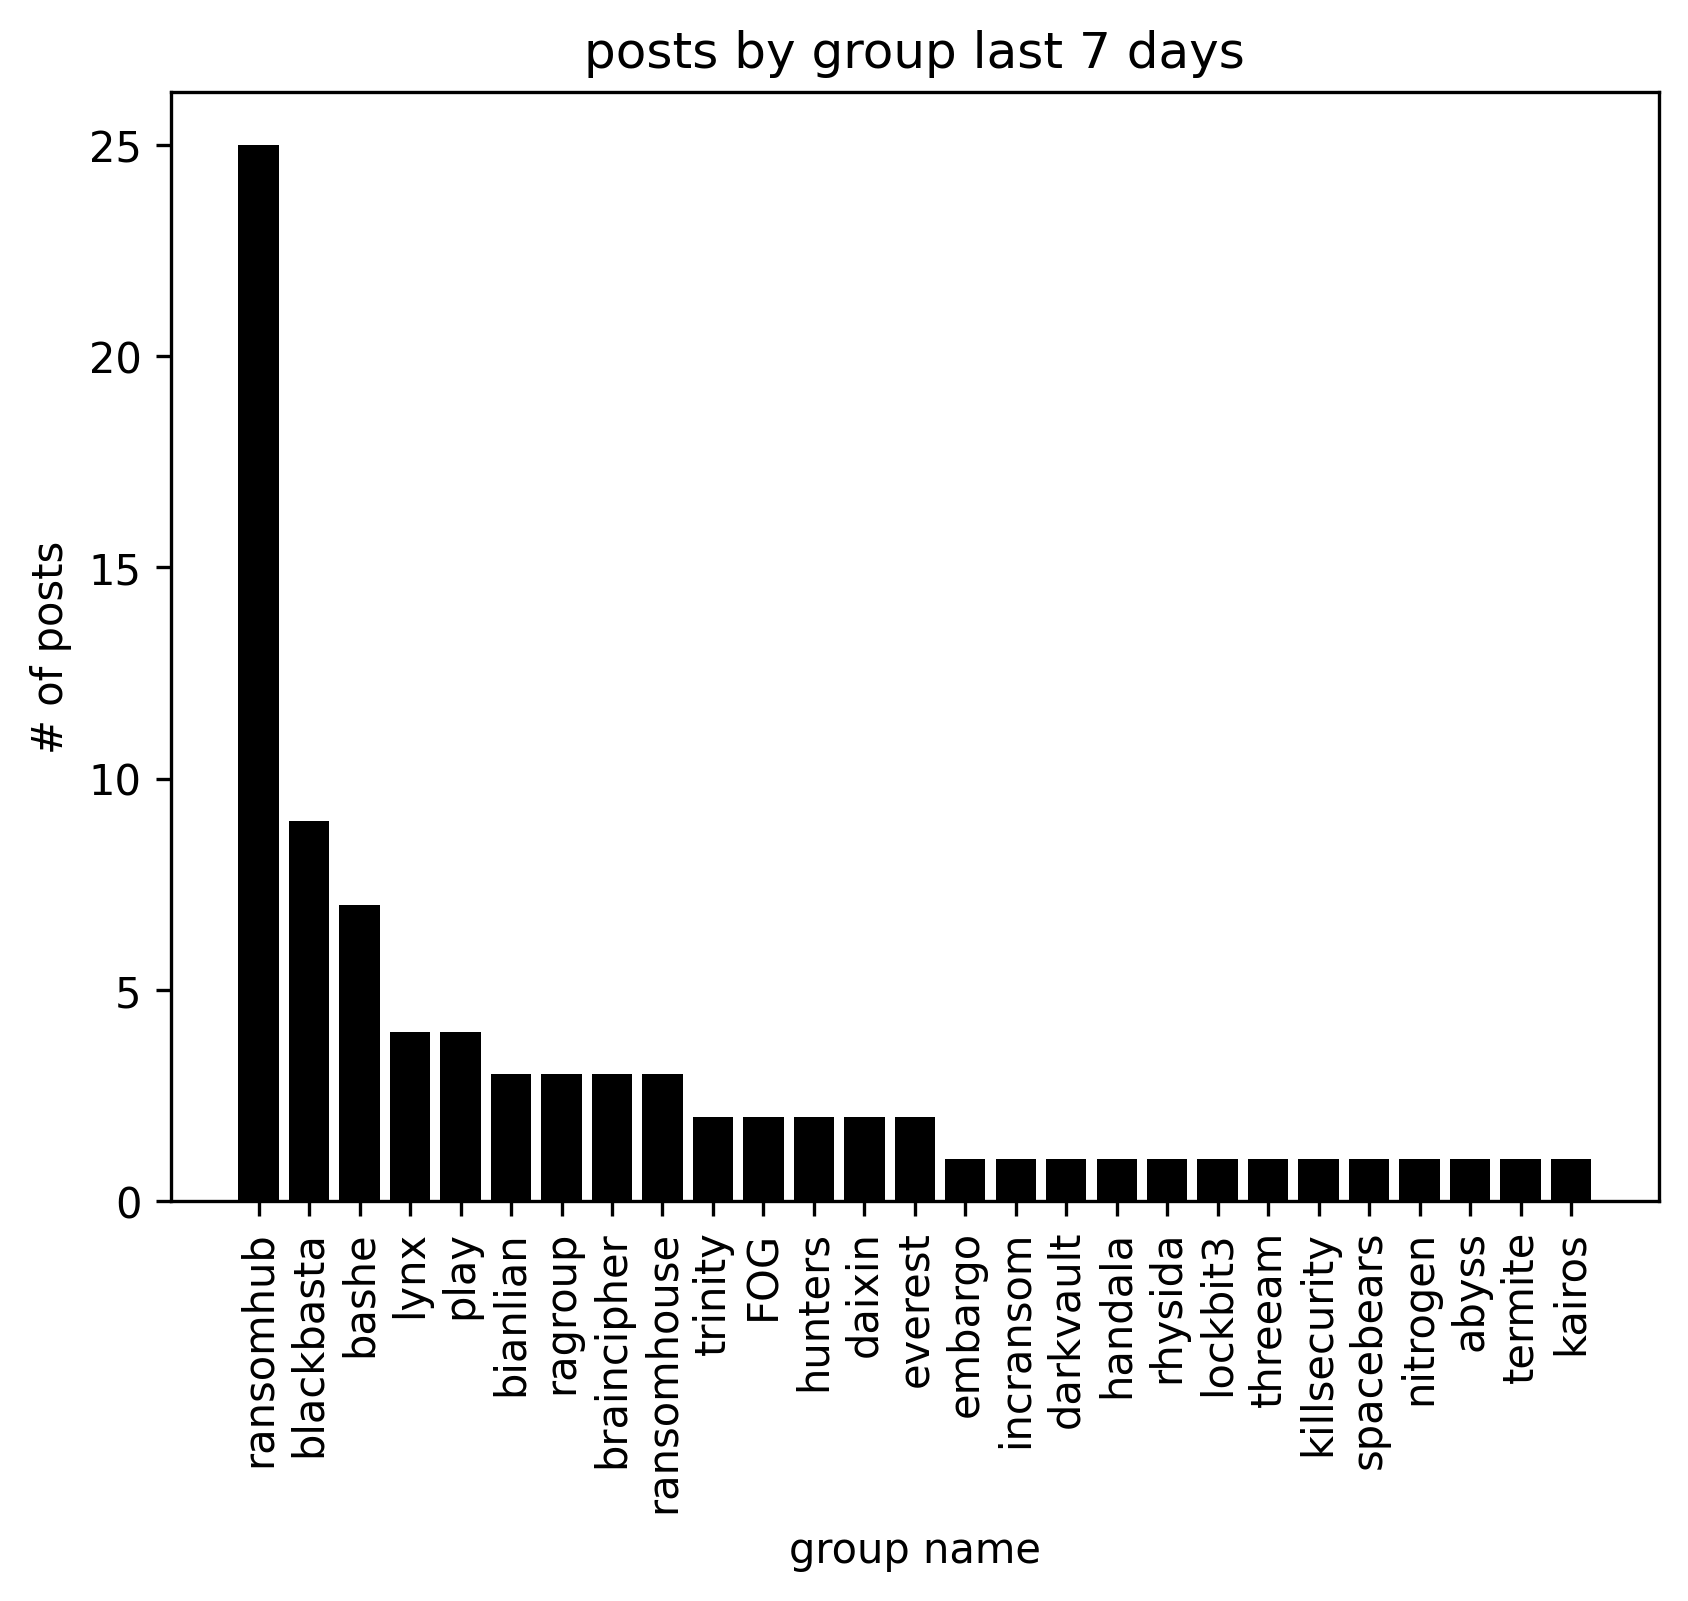 posts by group last 7 days
# of posts
25
20
15
10
5
0
ransomhub
blackbasta
bashe
lynx
play
bianlian
ragroup
braincipher
ransomhouse
trinity
FOG
hunters
daixin
everest
embargo
incransom
darkvault
handala
rhysida
lockbit3
threeam
killsecurity
spacebears
nitrogen
abyss
termite
kairos
group name